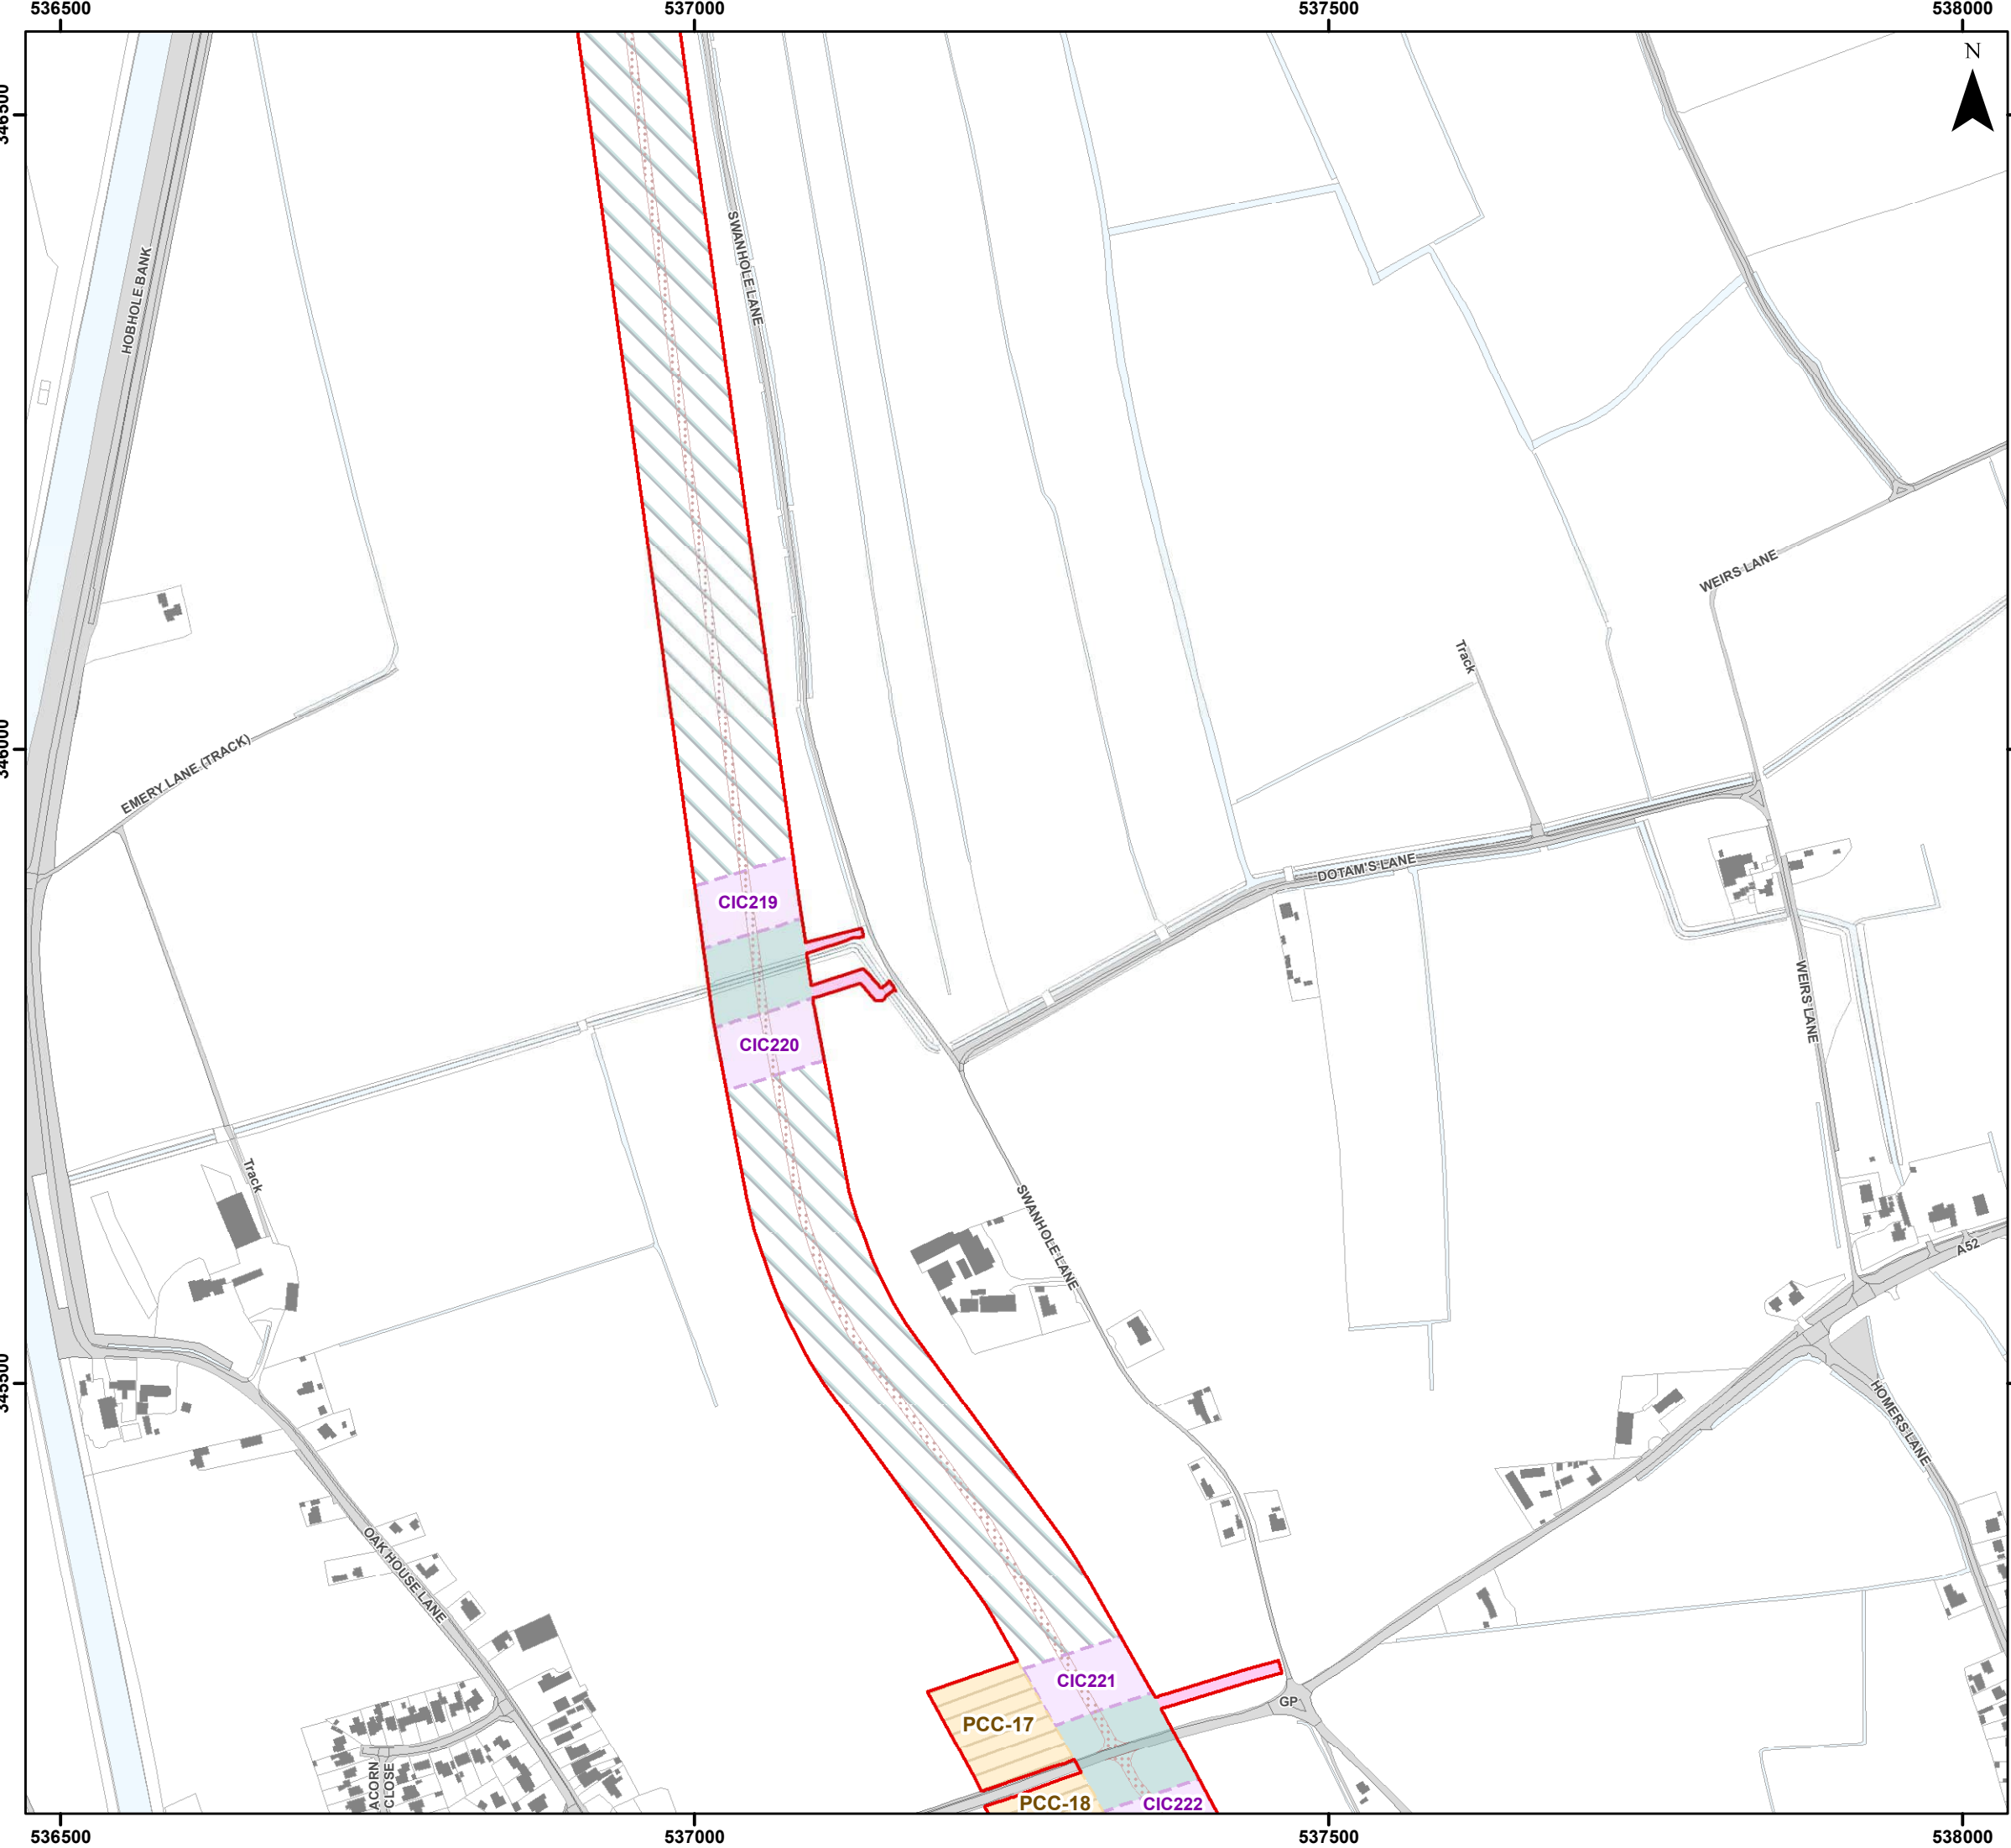 536500
537000
537500
538000
N
346500
HOBHOLE BANK
SWANHOLE LANE
WEIRS LANE
Track
346000
EMERY LANE (TRACK)
DOTAM'S LANE
CIC219
WEIRS LANE
CIC220
Track
SWANHOLE LANE
A52
345500
HOMERS LANE
OAK HOUSE LANE
CIC221
GP
PCC-17
ACORN
CLOSE
PCC-18
CIC222
536500
537000
537500
538000